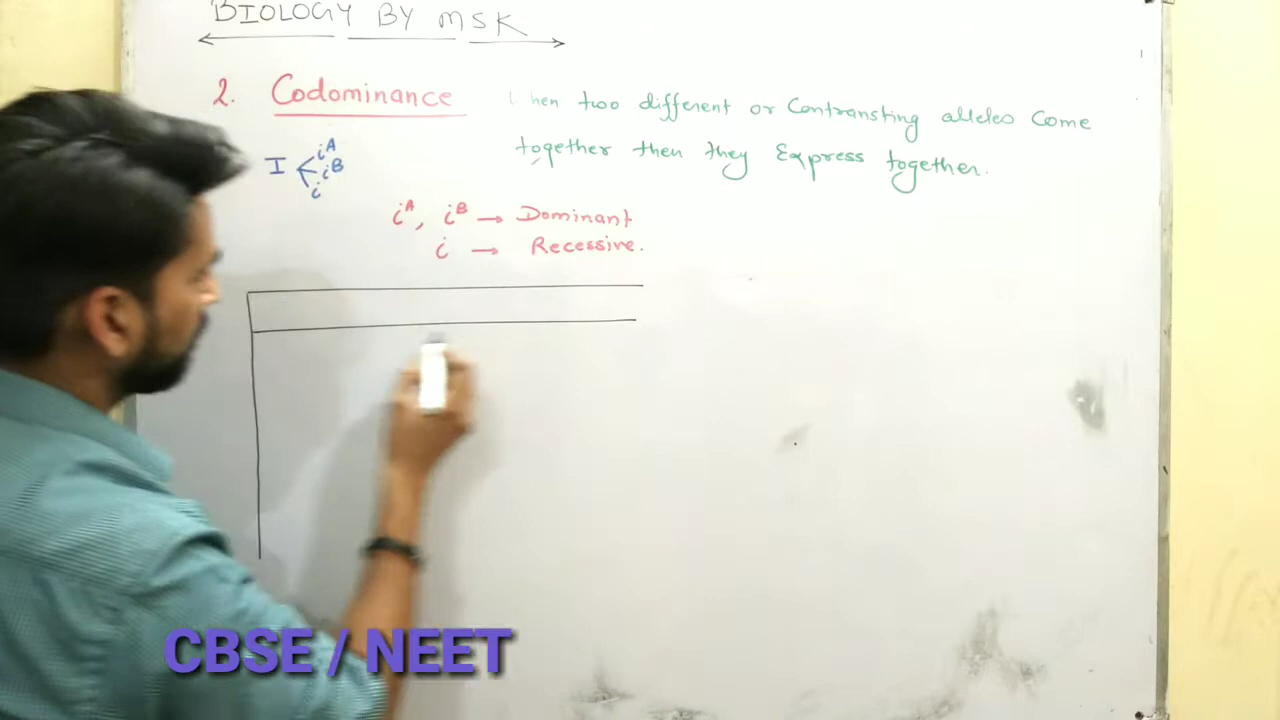 BIOLOGY BY MSK
2. Codominance
hen two different or Contransting alleles Come
together then they Express together.
I iᴬ
iᴮ
i
iᴬ, iᴮ → Dominant
i → Recessive.
CBSE / NEET